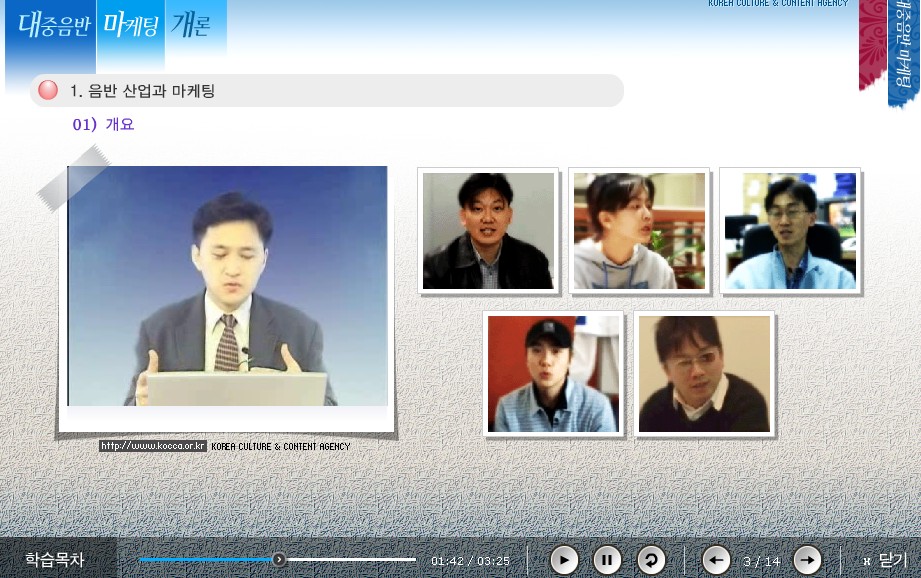 대중음반 마케팅 개론
KOREA CULTURE & CONTENT AGENCY
대중음반 마케팅
1. 음반 산업과 마케팅
01) 개요
http://www.kocca.or.kr KOREA CULTURE & CONTENT AGENCY
학습목차
01:42 / 03:25
3 / 14
x 닫기